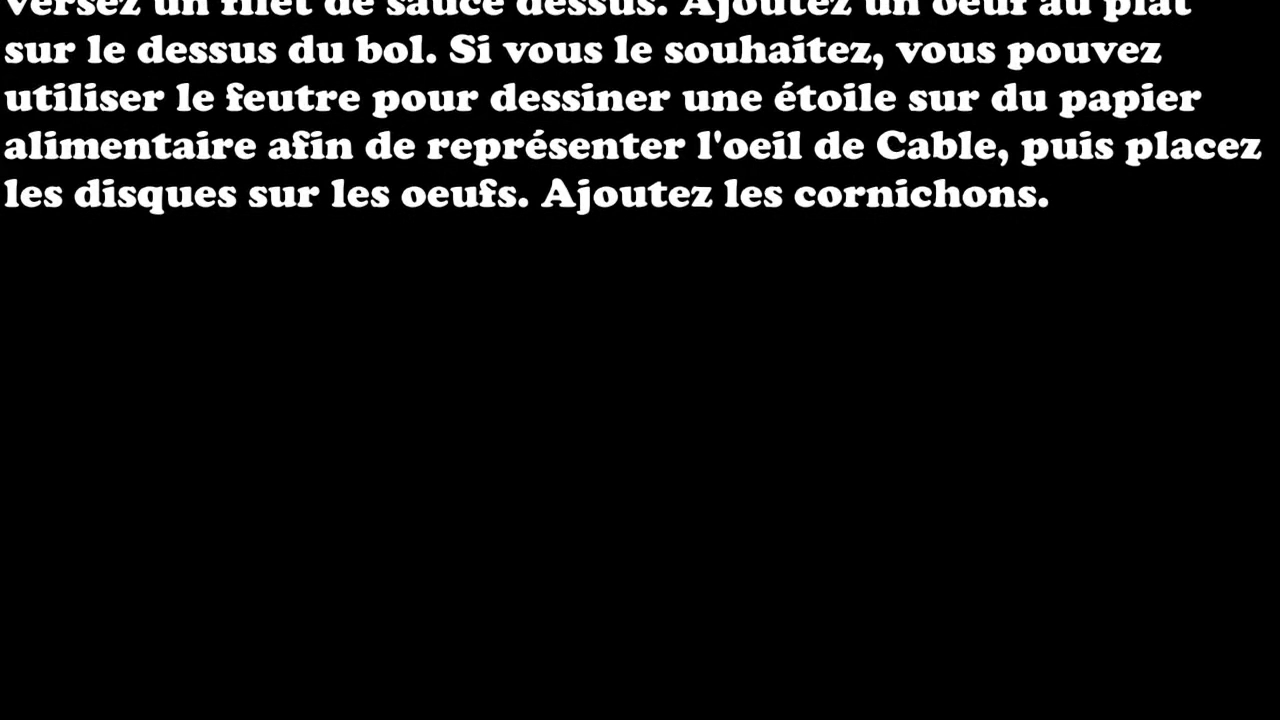 versez un filet de sauce dessus. Ajoutez un oeuf au plat
sur le dessus du bol. Si vous le souhaitez, vous pouvez
utiliser le feutre pour dessiner une étoile sur du papier
alimentaire afin de représenter l'oeil de Cable, puis placez
les disques sur les oeufs. Ajoutez les cornichons.